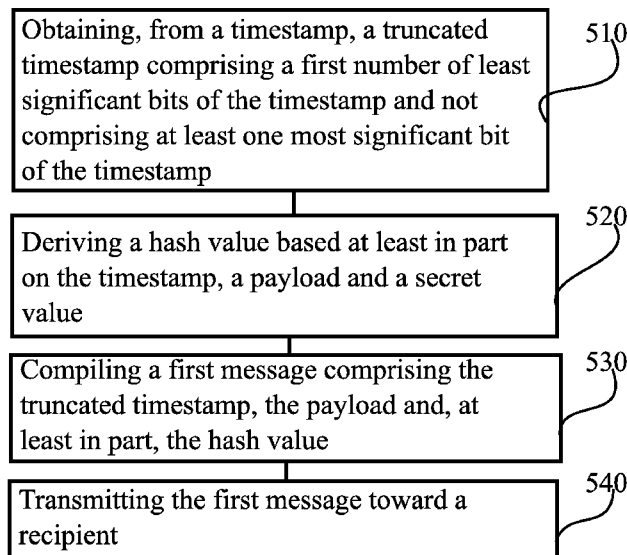 Obtaining, from a timestamp, a truncated
timestamp comprising a first number of least
significant bits of the timestamp and not
comprising at least one most significant bit
of the timestamp
510
Deriving a hash value based at least in part
on the timestamp, a payload and a secret
value
520
Compiling a first message comprising the
truncated timestamp, the payload and, at
least in part, the hash value
530
Transmitting the first message toward a
recipient
540